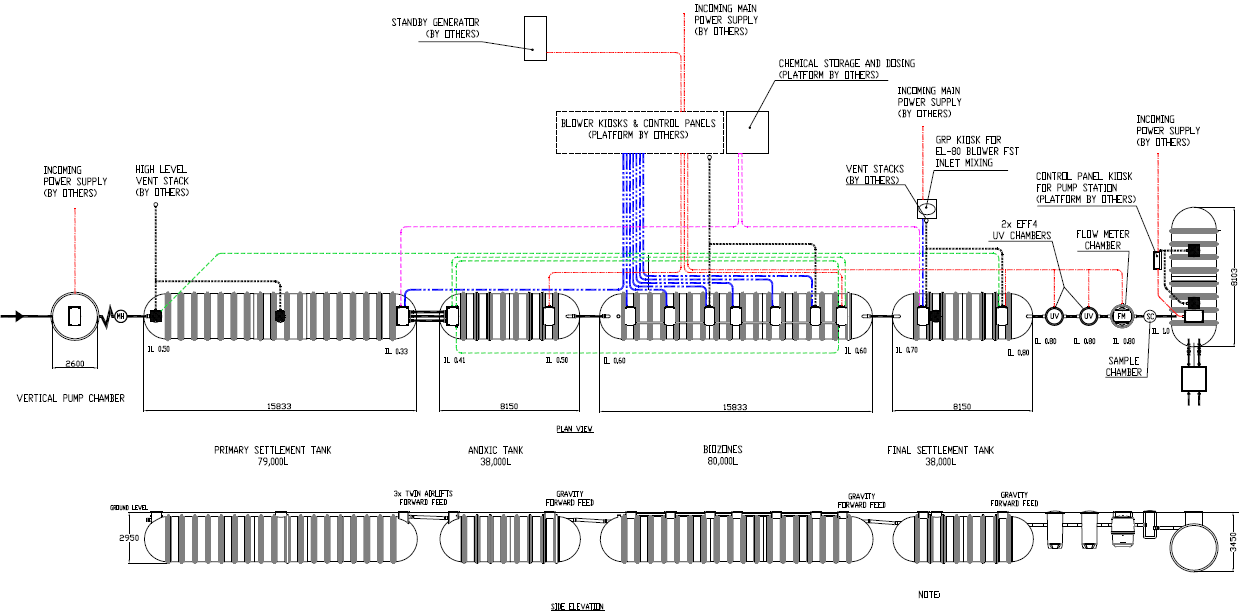 STANDBY GENERATOR
(BY OTHERS)
INCOMING MAIN
POWER SUPPLY
(BY OTHERS)
CHEMICAL STORAGE AND DOSING
(PLATFORM BY OTHERS)
BLOWER KIOSKS & CONTROL PANELS
(PLATFORM BY OTHERS)
INCOMING MAIN
POWER SUPPLY
(BY OTHERS)
GRP KIOSK FOR
EL-80 BLOWER FST
INLET MIXING
INCOMING
POWER SUPPLY
(BY OTHERS)
INCOMING
POWER SUPPLY
(BY OTHERS)
HIGH LEVEL
VENT STACK
(BY OTHERS)
VENT STACKS
(BY OTHERS)
CONTROL PANEL KIOSK
FOR PUMP STATION
(PLATFORM BY OTHERS)
2x EFF4
UV CHAMBERS
FLOW METER
CHAMBER
8103
MH
UV
UV
FM
SC
IL 0.50
IL 0.33
IL 0.41
IL 0.50
IL 0.60
IL 0.60
IL 0.70
IL 0.80
IL 0.80
IL 0.80
IL 0.80
IL 1.0
SAMPLE
CHAMBER
2600
VERTICAL PUMP CHAMBER
15833
8150
15833
8150
PLAN VIEW
PRIMARY SETTLEMENT TANK
79,000L
ANOXIC TANK
38,000L
BIOZONES
80,000L
FINAL SETTLEMENT TANK
38,000L
GROUND LEVEL
3x TWIN AIRLIFTS
FORWARD FEED
GRAVITY
FORWARD FEED
GRAVITY
FORWARD FEED
GRAVITY
FORWARD FEED
2950
3450
SIDE ELEVATION
NOTE: